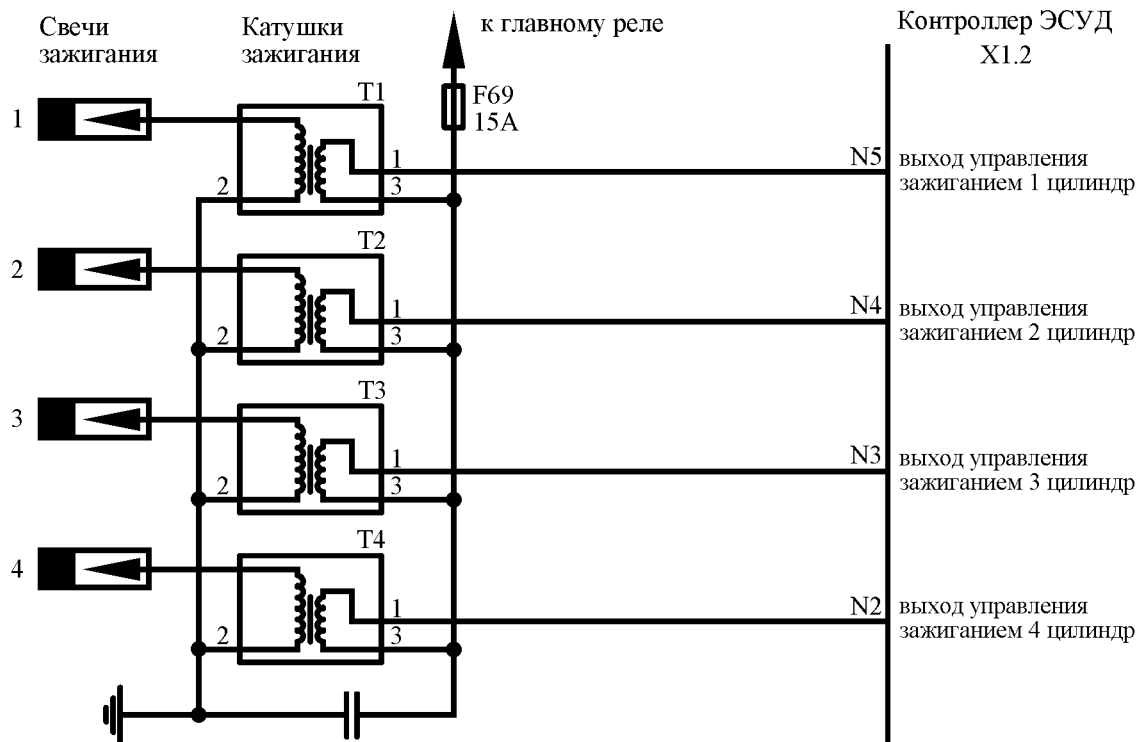 Свечи
зажигания
Катушки
зажигания
к главному реле
Контроллер ЭСУД
X1.2
F69
15A
1
T1
1
2
3
N5
выход управления
зажиганием 1 цилиндр
2
T2
1
2
3
N4
выход управления
зажиганием 2 цилиндр
3
T3
1
2
3
N3
выход управления
зажиганием 3 цилиндр
4
T4
1
2
3
N2
выход управления
зажиганием 4 цилиндр